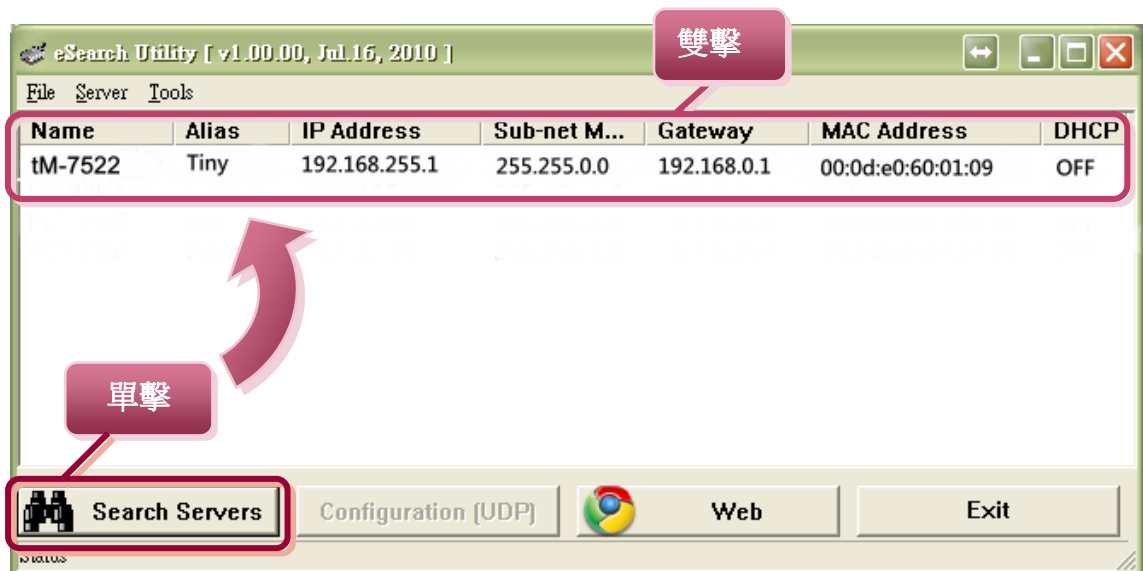 雙擊
eSearch Utility [ v1.00.00, Jul.16, 2010 ]
File Server Tools
Name Alias IP Address Sub-net M... Gateway MAC Address DHCP
tM-7522 Tiny 192.168.255.1 255.255.0.0 192.168.0.1 00:0d:e0:60:01:09 OFF
單擊
Search Servers Configuration (UDP) Web Exit
Status